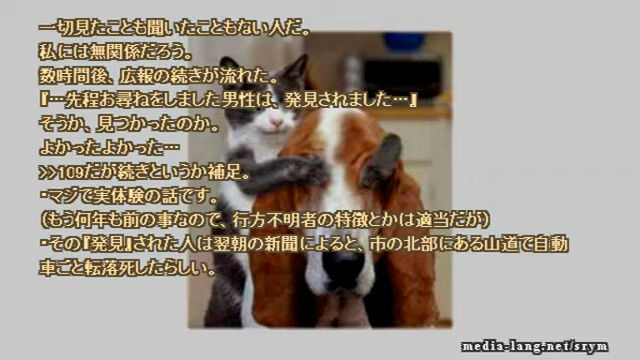 一切見たことも聞いたこともない人だ。
私には無関係だろう。
数時間後、広報の続きが流れた。
『…先程お尋ねをしました男性は、発見されました…』
そうか、見つかったのか。
よかったよかった…
>>109だが続きというか補足。
・マジで実体験の話です。
（もう何年も前の事なので、行方不明者の特徴とかは適当だが）
・その『発見』された人は翌朝の新聞によると、市の北部にある山道で自動
車ごと転落死したらしい。
media-lang-net/srym